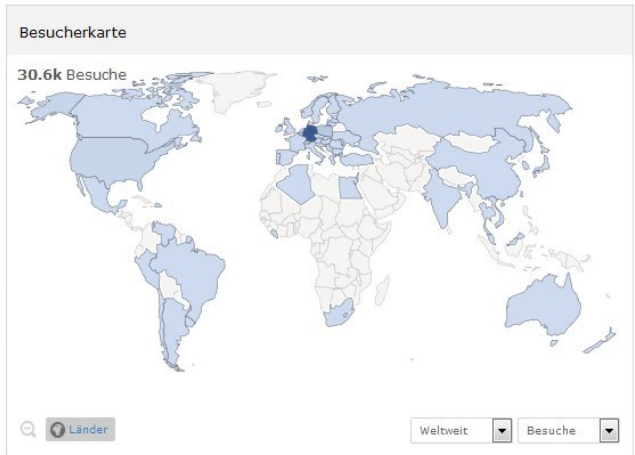 Besucherkarte
30.6k Besuche
Länder
Weltweit
Besuche